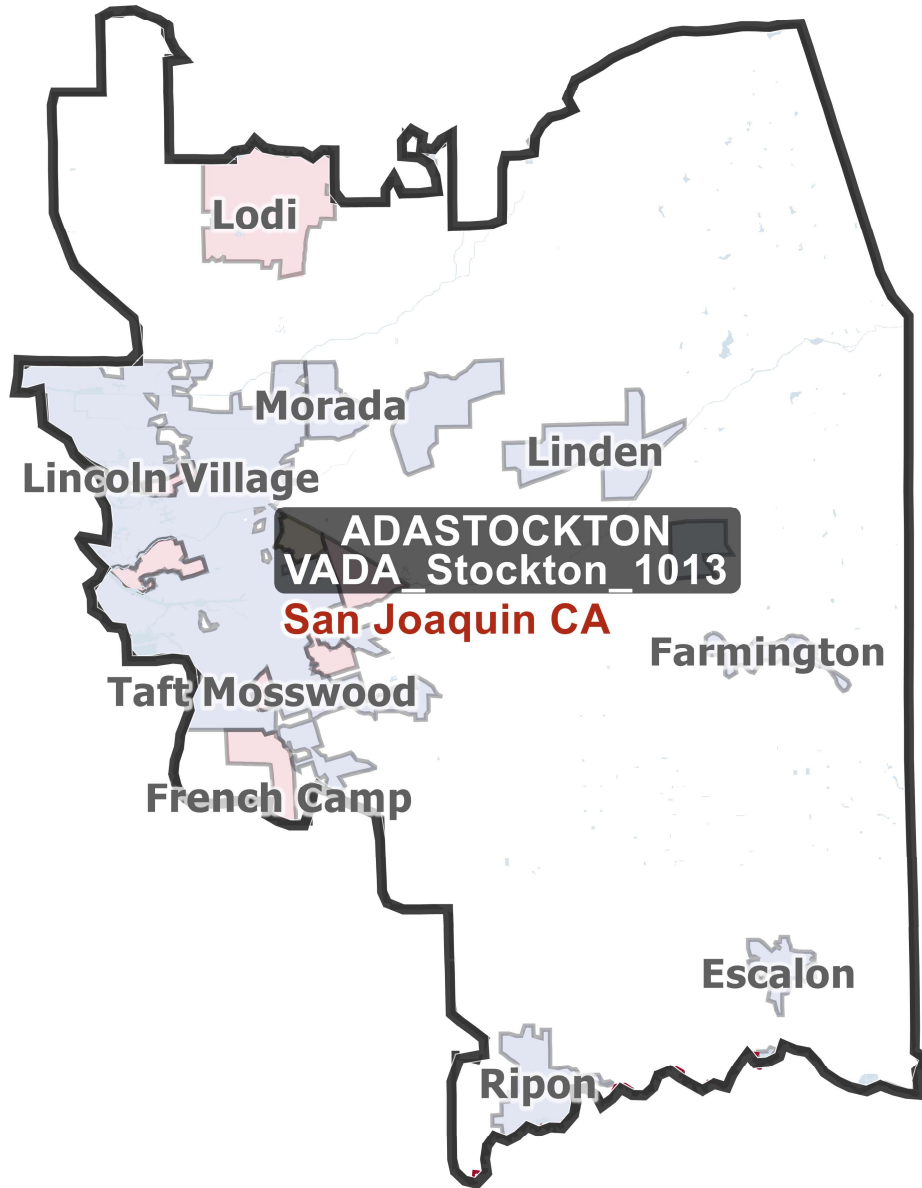 Lodi
Morada
Linden
Lincoln Village
ADASTOCKTON
VADA_Stockton_1013
San Joaquin CA
Farmington
Taft Mosswood
French Camp
Escalon
Ripon